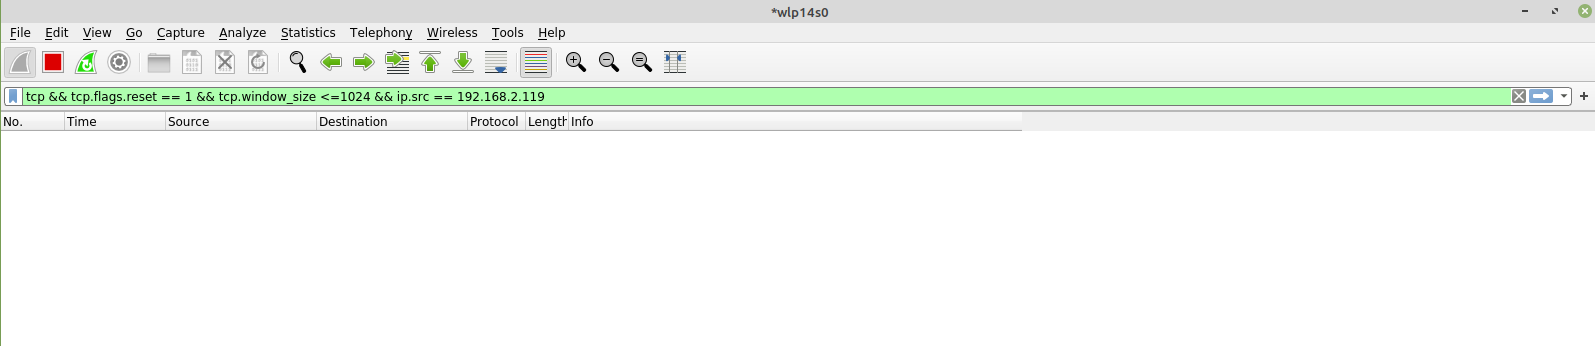 *wlp14s0
File Edit View Go Capture Analyze Statistics Telephony Wireless Tools Help
tcp && tcp.flags.reset == 1 && tcp.window_size <=1024 && ip.src == 192.168.2.119
No. Time Source Destination Protocol Length Info